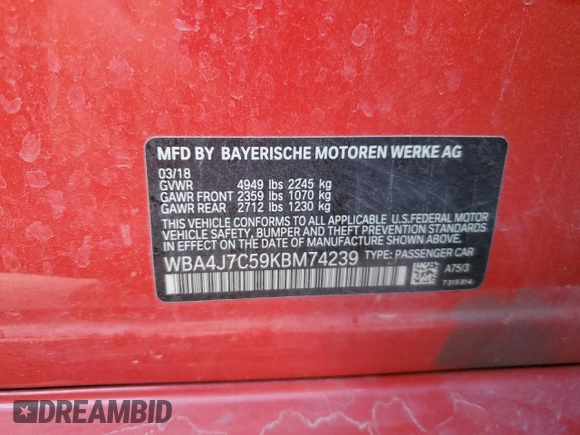 MFD BY BAYERISCHE MOTOREN WERKE AG
03/18
GVWR 4949 lbs 2245 kg
GAWR FRONT 2359 lbs 1070 kg
GAWR REAR 2712 lbs 1230 kg
THIS VEHICLE CONFORMS TO ALL APPLICABLE U.S. FEDERAL MOTOR
VEHICLE SAFETY, BUMPER AND THEFT PREVENTION STANDARDS
IN EFFECT ON THE DATE OF MANUFACTURE SHOWN ABOVE.
WBA4J7C59KBM74239 TYPE: PASSENGER CAR
A75/3
7315814
DREAMBID